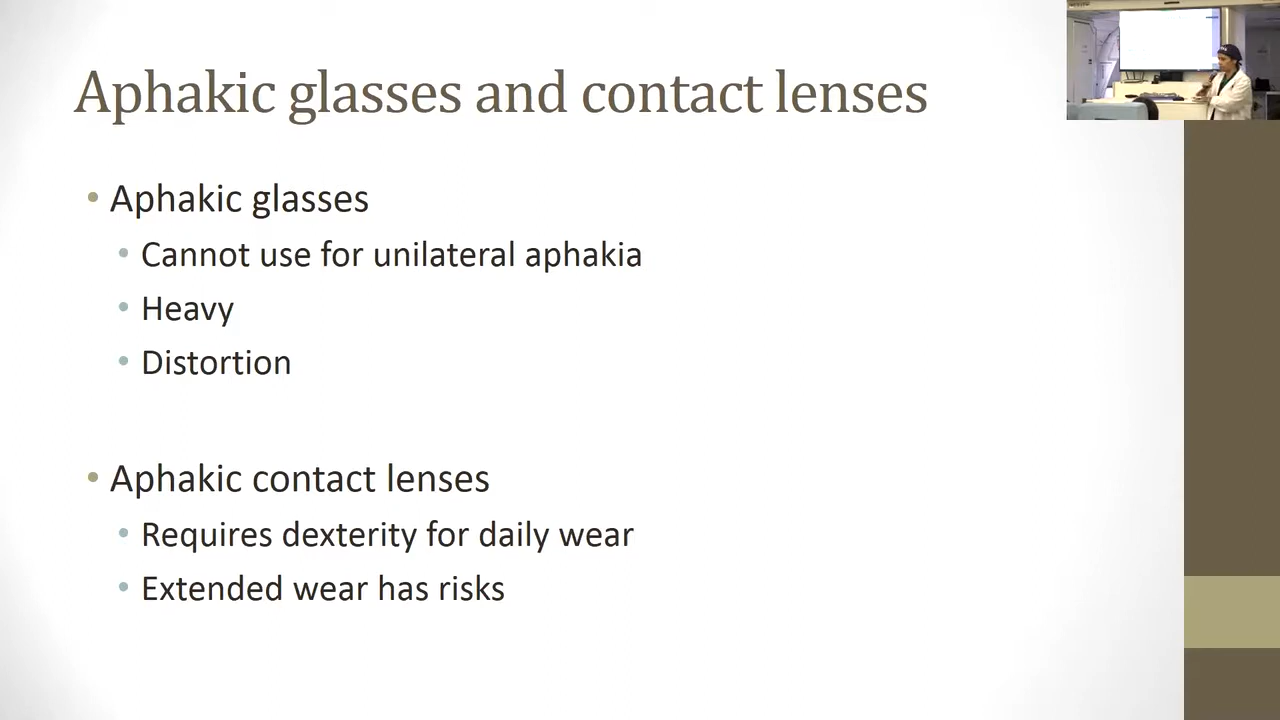 Aphakic glasses and contact lenses
• Aphakic glasses
• Cannot use for unilateral aphakia
• Heavy
• Distortion
• Aphakic contact lenses
• Requires dexterity for daily wear
• Extended wear has risks